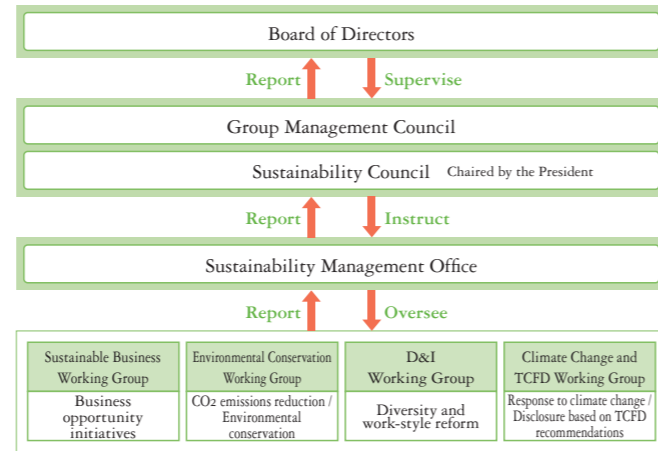 Board of Directors
Report
Supervise
Group Management Council
Sustainability Council Chaired by the President
Report
Instruct
Sustainability Management Office
Report
Oversee
Sustainable Business
Working Group
Business
opportunity
initiatives
Environmental Conservation
Working Group
CO2 emissions reduction /
Environmental
conservation
D&I
Working Group
Diversity and
work-style reform
Climate Change and
TCFD Working Group
Response to climate change /
Disclosure based on TCFD
recommendations